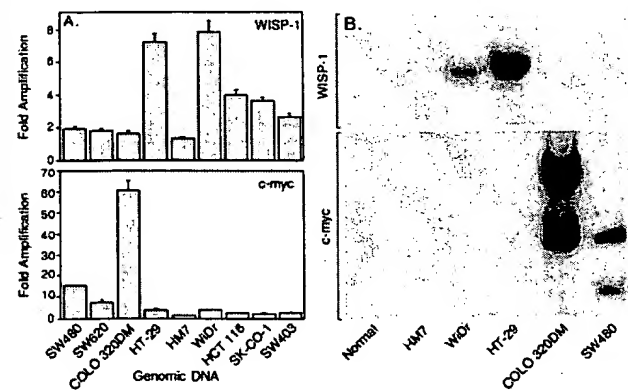 A.
WISP-1
Fold Amplification
8
6
4
2
0
c-myc
Fold Amplification
70
60
50
40
30
20
10
0
SW480
SW620
COLO 320DM
HT-29
HM7
WiDr
HCT 116
SK-CO-1
SW403
Genomic DNA
B.
WISP-1
c-myc
Normal
HM7
WiDr
HT-29
COLO 320DM
SW480